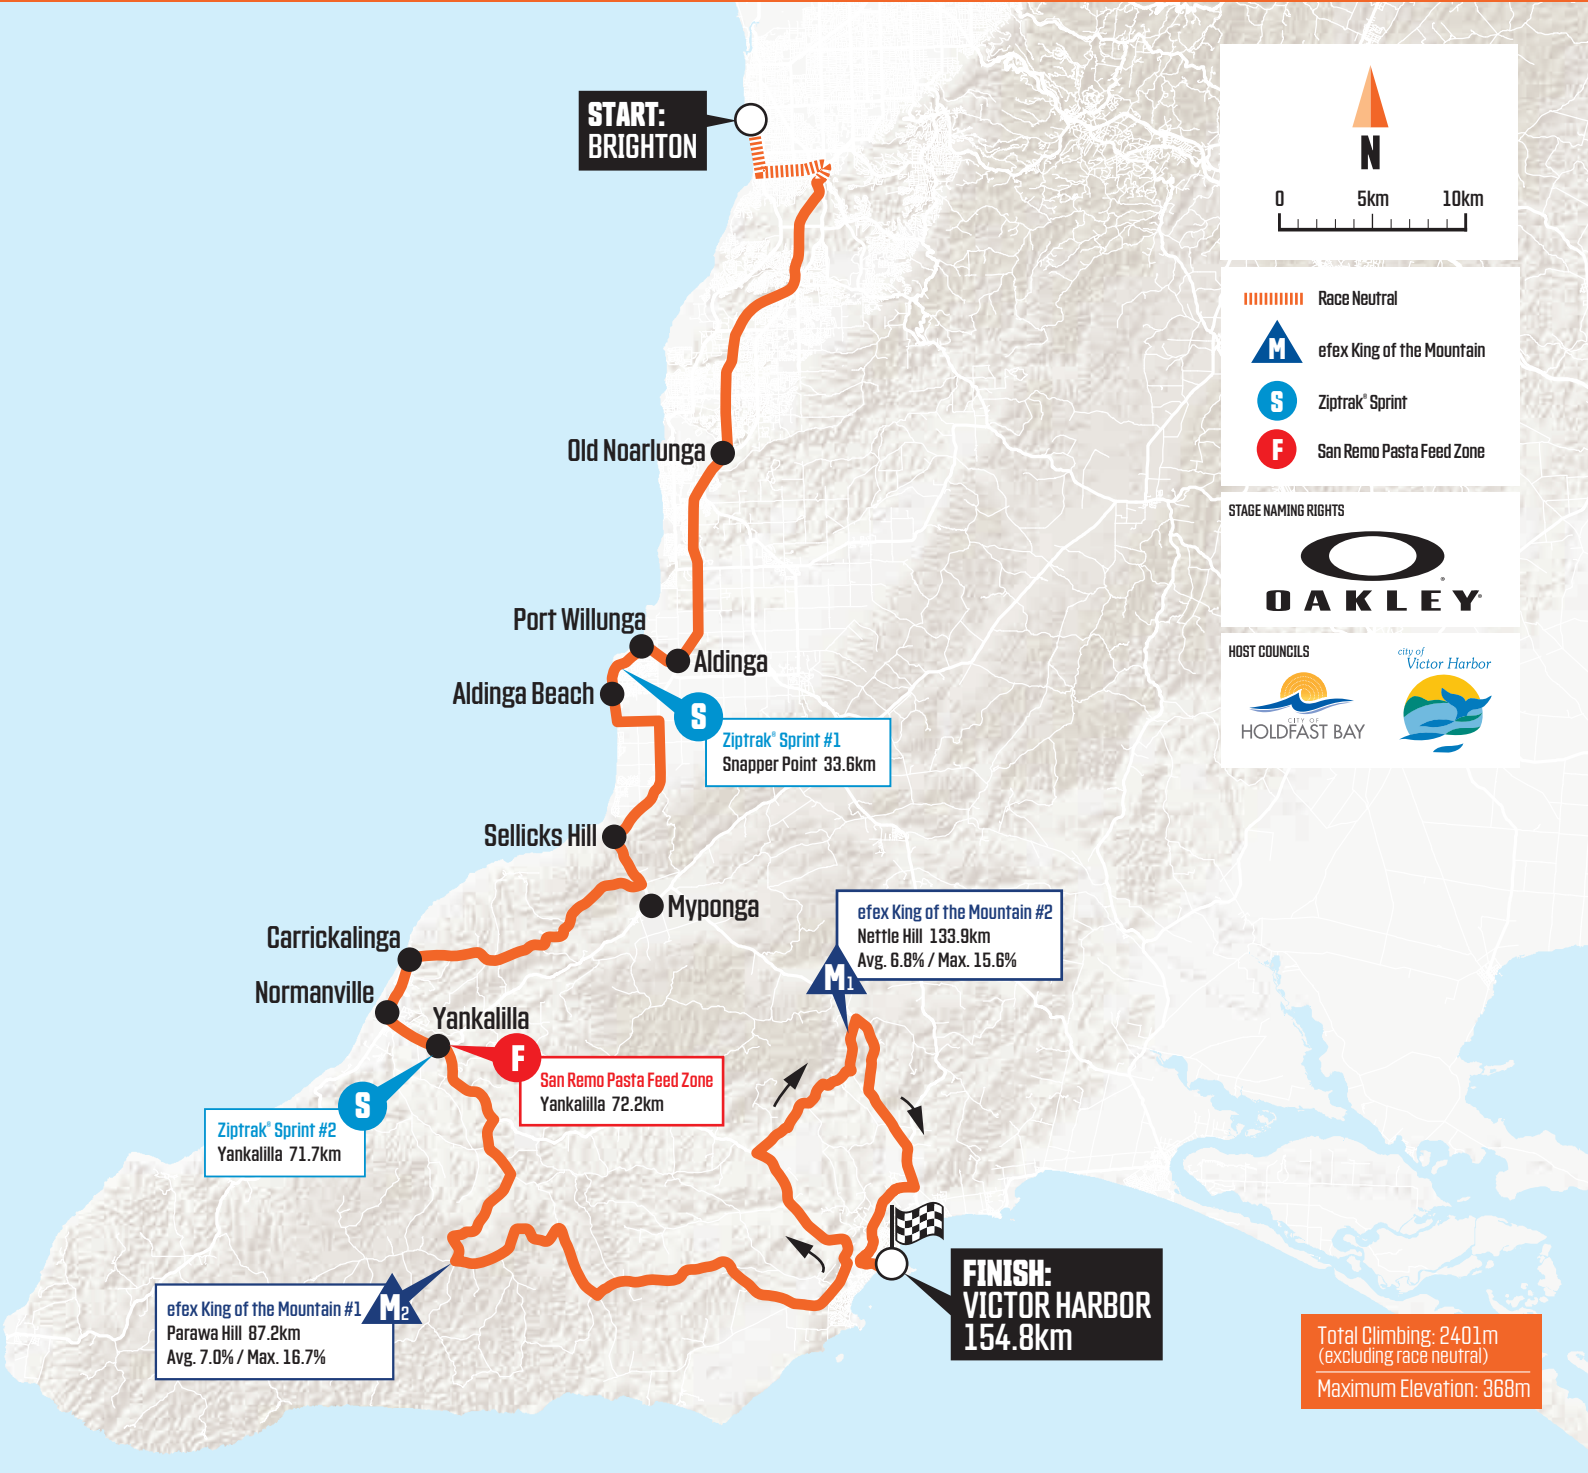 START:
BRIGHTON
N
0 5km 10km
Race Neutral
M
efex King of the Mountain
S
Ziptrak® Sprint
F
San Remo Pasta Feed Zone
STAGE NAMING RIGHTS
OAKLEY
HOST COUNCILS
CITY OF
HOLDFAST BAY
city of
Victor Harbor
Old Noarlunga
Port Willunga
Aldinga
Aldinga Beach
S
Ziptrak® Sprint #1
Snapper Point 33.6km
Sellicks Hill
Myponga
Carrickalinga
Normanville
Yankalilla
F
San Remo Pasta Feed Zone
Yankalilla 72.2km
S
Ziptrak® Sprint #2
Yankalilla 71.7km
efex King of the Mountain #2
Nettle Hill 133.9km
Avg. 6.8% / Max. 15.6%
M1
efex King of the Mountain #1
Parawa Hill 87.2km
Avg. 7.0% / Max. 16.7%
M2
FINISH:
VICTOR HARBOR
154.8km
Total Climbing: 2401m
(excluding race neutral)
Maximum Elevation: 368m